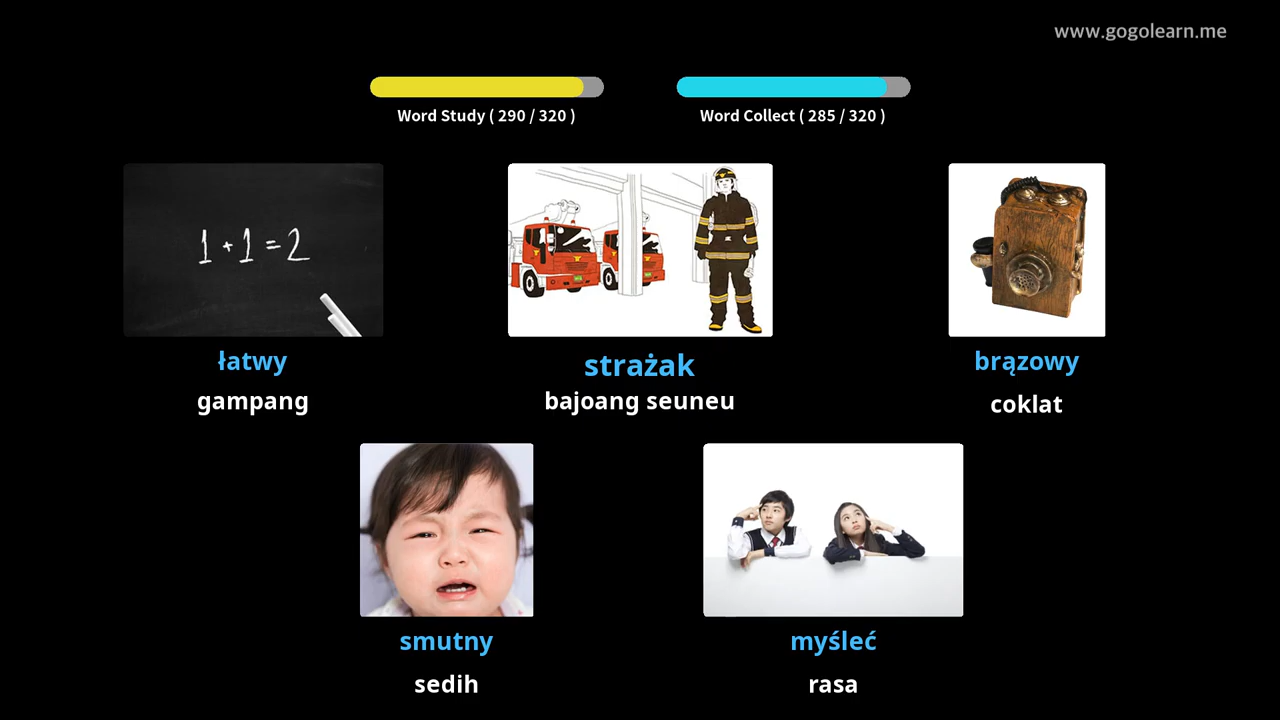 www.gogolearn.me
Word Study ( 290 / 320 )
Word Collect ( 285 / 320 )
1 + 1 = 2
łatwy
gampang
strażak
bajoang seuneu
brązowy
coklat
smutny
sedih
myśleć
rasa